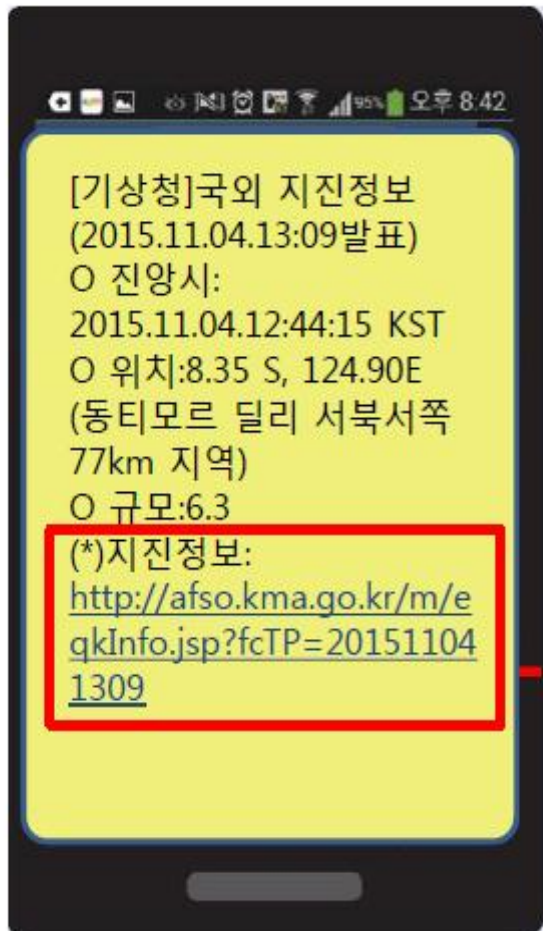 95% 오후 8:42
[기상청]국외 지진정보
(2015.11.04.13:09발표)
O 진앙시:
2015.11.04.12:44:15 KST
O 위치:8.35 S, 124.90E
(동티모르 딜리 서북서쪽
77km 지역)
O 규모:6.3
(*)지진정보:
http://afso.kma.go.kr/m/e
qkInfo.jsp?fcTP=20151104
1309